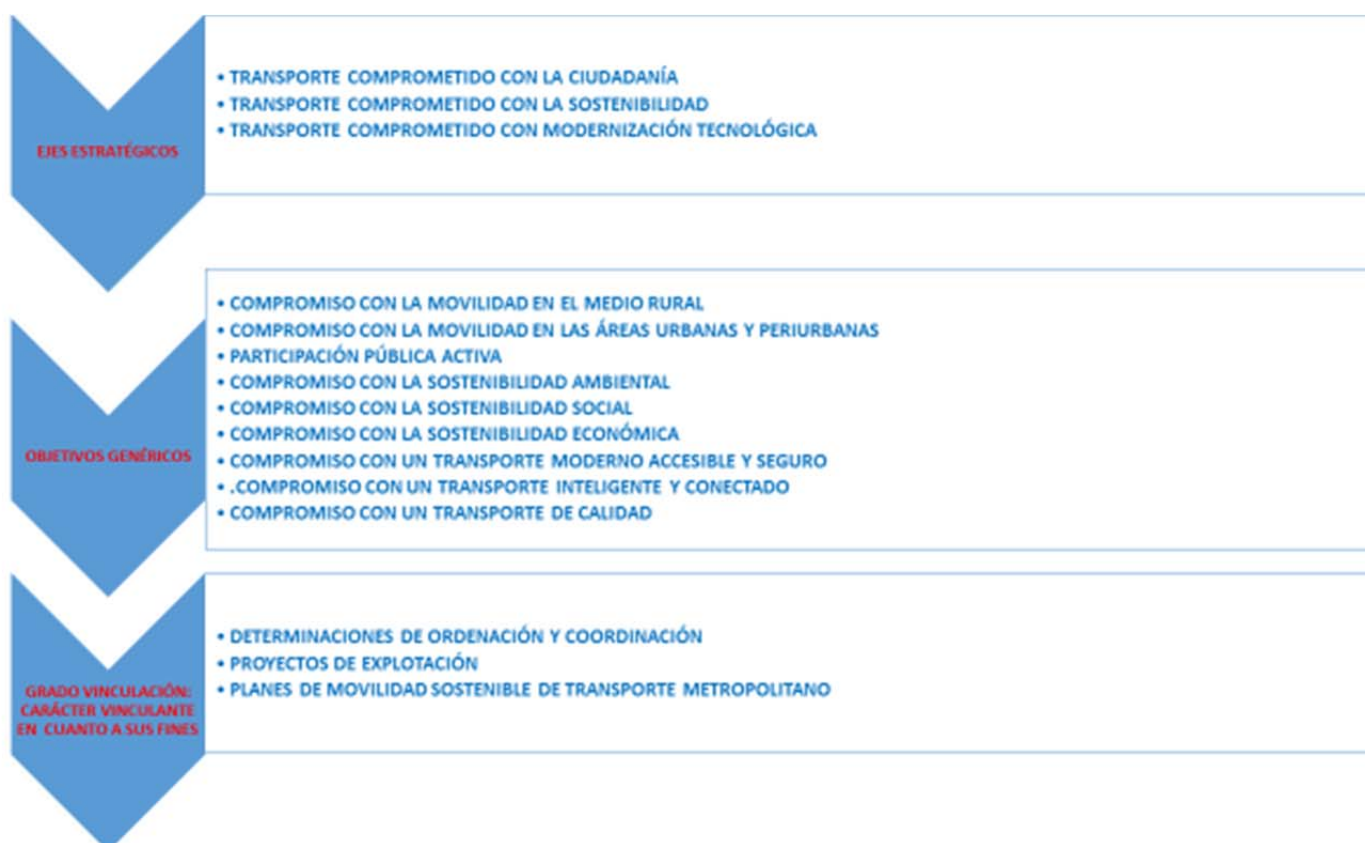 EJES ESTRATÉGICOS
• TRANSPORTE COMPROMETIDO CON LA CIUDADANÍA
• TRANSPORTE COMPROMETIDO CON LA SOSTENIBILIDAD
• TRANSPORTE COMPROMETIDO CON MODERNIZACIÓN TECNOLÓGICA
OBJETIVOS GENÉRICOS
• COMPROMISO CON LA MOVILIDAD EN EL MEDIO RURAL
• COMPROMISO CON LA MOVILIDAD EN LAS ÁREAS URBANAS Y PERIURBANAS
• PARTICIPACIÓN PÚBLICA ACTIVA
• COMPROMISO CON LA SOSTENIBILIDAD AMBIENTAL
• COMPROMISO CON LA SOSTENIBILIDAD SOCIAL
• COMPROMISO CON LA SOSTENIBILIDAD ECONÓMICA
• COMPROMISO CON UN TRANSPORTE MODERNO ACCESIBLE Y SEGURO
• .COMPROMISO CON UN TRANSPORTE INTELIGENTE Y CONECTADO
• COMPROMISO CON UN TRANSPORTE DE CALIDAD
GRADO VINCULACIÓN:
CARÁCTER VINCULANTE
EN CUANTO A SUS FINES
• DETERMINACIONES DE ORDENACIÓN Y COORDINACIÓN
• PROYECTOS DE EXPLOTACIÓN
• PLANES DE MOVILIDAD SOSTENIBLE DE TRANSPORTE METROPOLITANO